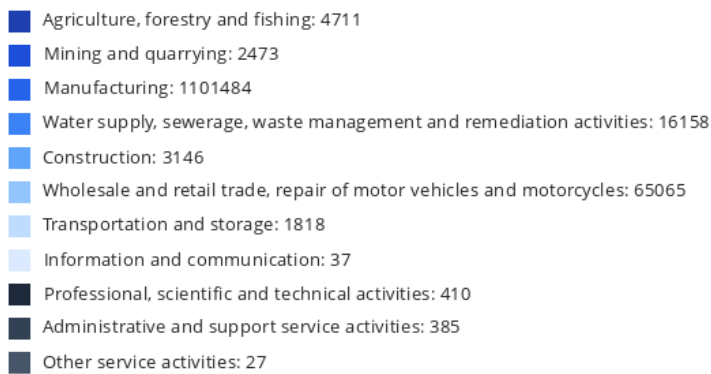 Agriculture, forestry and fishing: 4711
Mining and quarrying: 2473
Manufacturing: 1101484
Water supply, sewerage, waste management and remediation activities: 16158
Construction: 3146
Wholesale and retail trade, repair of motor vehicles and motorcycles: 65065
Transportation and storage: 1818
Information and communication: 37
Professional, scientific and technical activities: 410
Administrative and support service activities: 385
Other service activities: 27